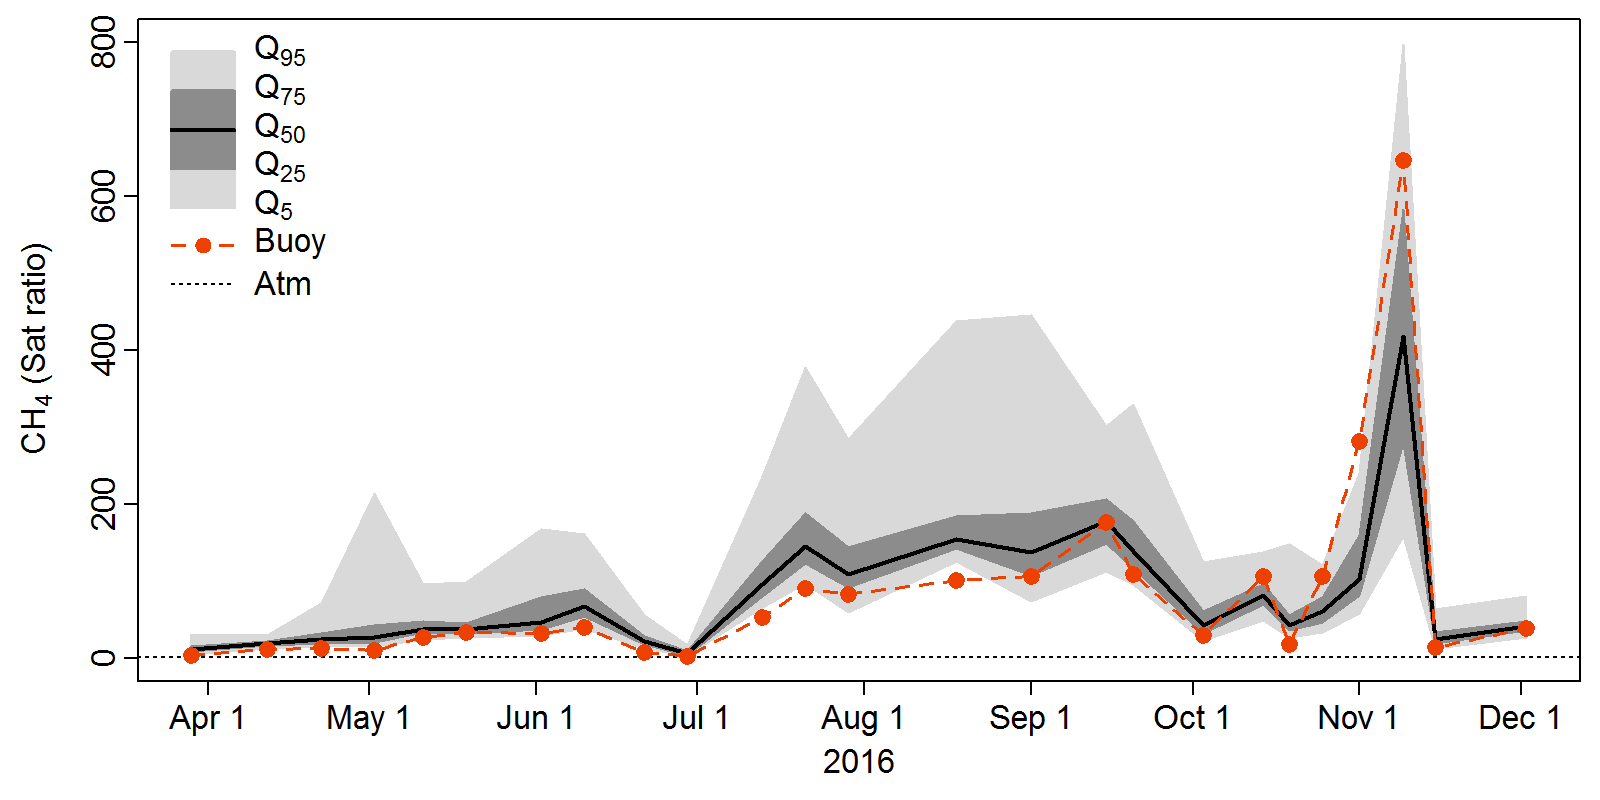 Q95
Q75
Q50
Q25
Q5
Buoy
Atm
CH4 (Sat ratio)
800
600
400
200
0
Apr 1 May 1 Jun 1 Jul 1 Aug 1 Sep 1 Oct 1 Nov 1 Dec 1
2016